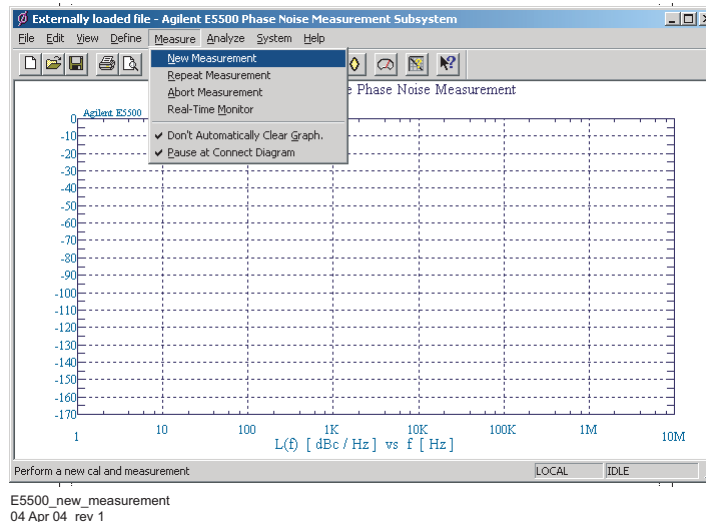 Externally loaded file - Agilent E5500 Phase Noise Measurement Subsystem
File Edit View Define Measure Analyze System Help
New Measurement
Repeat Measurement
Abort Measurement
Real-Time Monitor
✔ Don't Automatically Clear Graph.
✔ Pause at Connect Diagram
e Phase Noise Measurement
Agilent E5500
0
-10
-20
-30
-40
-50
-60
-70
-80
-90
-100
-110
-120
-130
-140
-150
-160
-170
1 10 100 1K 10K 100K 1M 10M
L(f) [ dBc / Hz ] vs f [ Hz ]
Perform a new cal and measurement LOCAL IDLE
E5500_new_measurement
04 Apr 04 rev 1